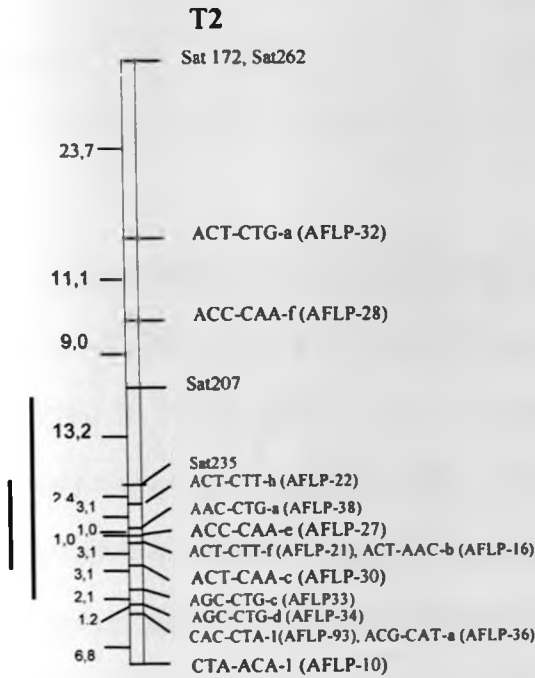 T2
Sat 172, Sat262
23,7
ACT-CTG-a (AFLP-32)
11,1
ACC-CAA-f (AFLP-28)
9,0
Sat207
13,2
Sat235
ACT-CTT-h (AFLP-22)
2,4
3,1
AAC-CTG-a (AFLP-38)
1,0
ACC-CAA-e (AFLP-27)
1,0
ACT-CTT-f (AFLP-21), ACT-AAC-b (AFLP-16)
3,1
3,1
ACT-CAA-c (AFLP-30)
2,1
AGC-CTG-c (AFLP33)
AGC-CTG-d (AFLP-34)
1.2
CAC-CTA-1(AFLP-93), ACG-CAT-a (AFLP-36)
6,8
CTA-ACA-1 (AFLP-10)